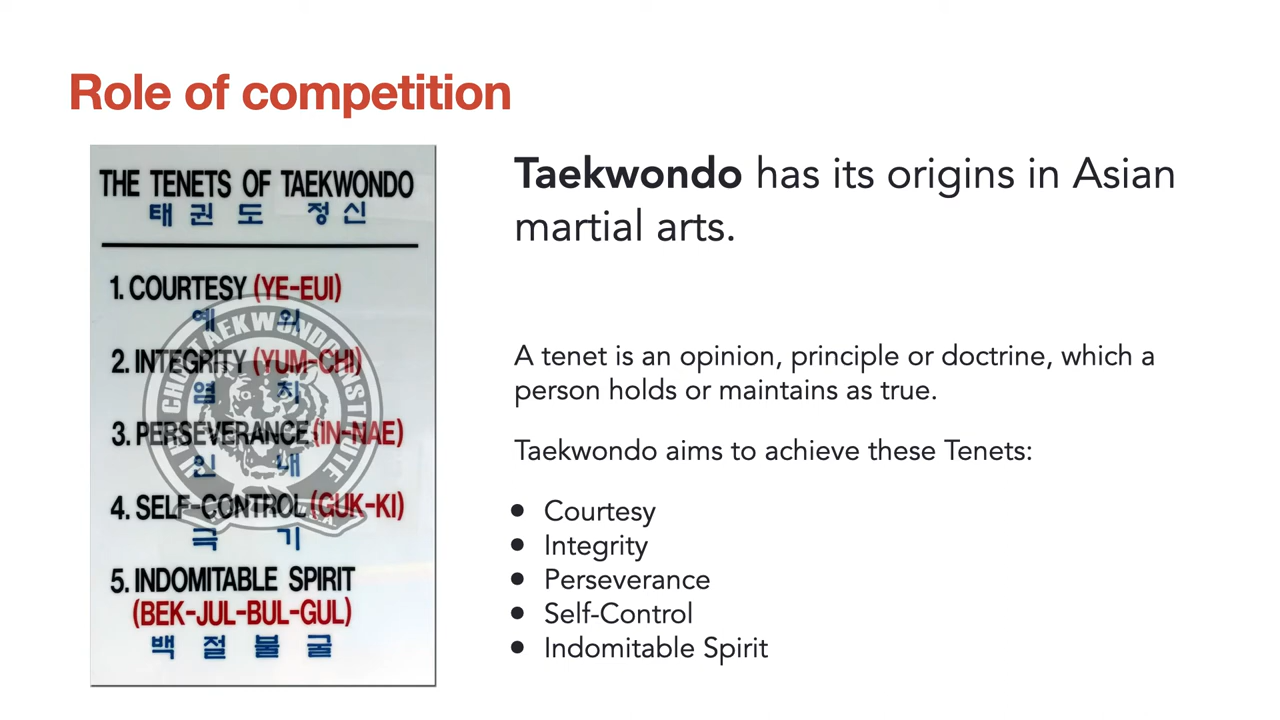 Role of competition
THE TENETS OF TAEKWONDO
태권도 정신
1. COURTESY (YE-EUI)
예 의
2. INTEGRITY (YUM-CHI)
염 치
3. PERSEVERANCE (IN-NAE)
인 내
4. SELF-CONTROL (GUK-KI)
극 기
5. INDOMITABLE SPIRIT
(BEK-JUL-BUL-GUL)
백 절 불 굴
TAEKWONDO INSTITUTE
U.S.A.
Taekwondo has its origins in Asian
martial arts.
A tenet is an opinion, principle or doctrine, which a
person holds or maintains as true.
Taekwondo aims to achieve these Tenets:
• Courtesy
• Integrity
• Perseverance
• Self-Control
• Indomitable Spirit